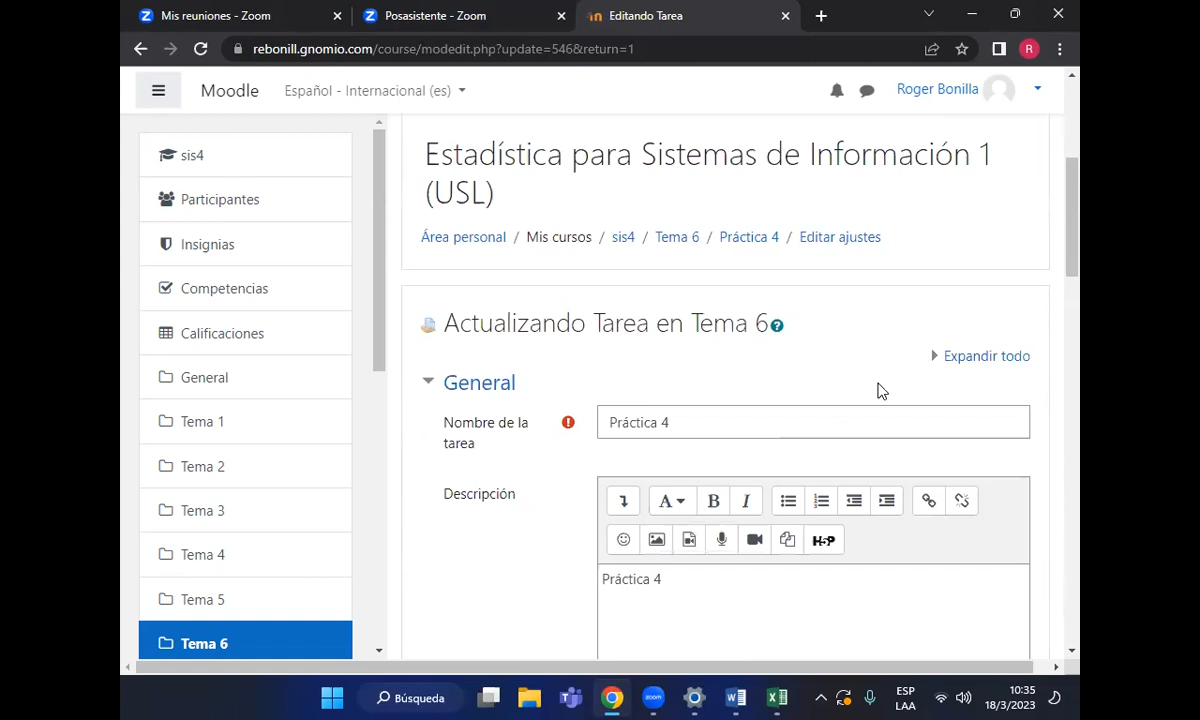 Mis reuniones - Zoom
Posasistente - Zoom
Editando Tarea
rebonill.gnomio.com/course/modedit.php?update=546&return=1
R
Moodle
Español - Internacional (es)
Roger Bonilla
sis4
Participantes
Insignias
Competencias
Calificaciones
General
Tema 1
Tema 2
Tema 3
Tema 4
Tema 5
Tema 6
Estadística para Sistemas de Información 1
(USL)
Área personal / Mis cursos / sis4 / Tema 6 / Práctica 4 / Editar ajustes
Actualizando Tarea en Tema 6
Expandir todo
General
Nombre de la
tarea
Práctica 4
Descripción
A B I
H-P
Práctica 4
Búsqueda
zoom
ESP
LAA
10:35
18/3/2023